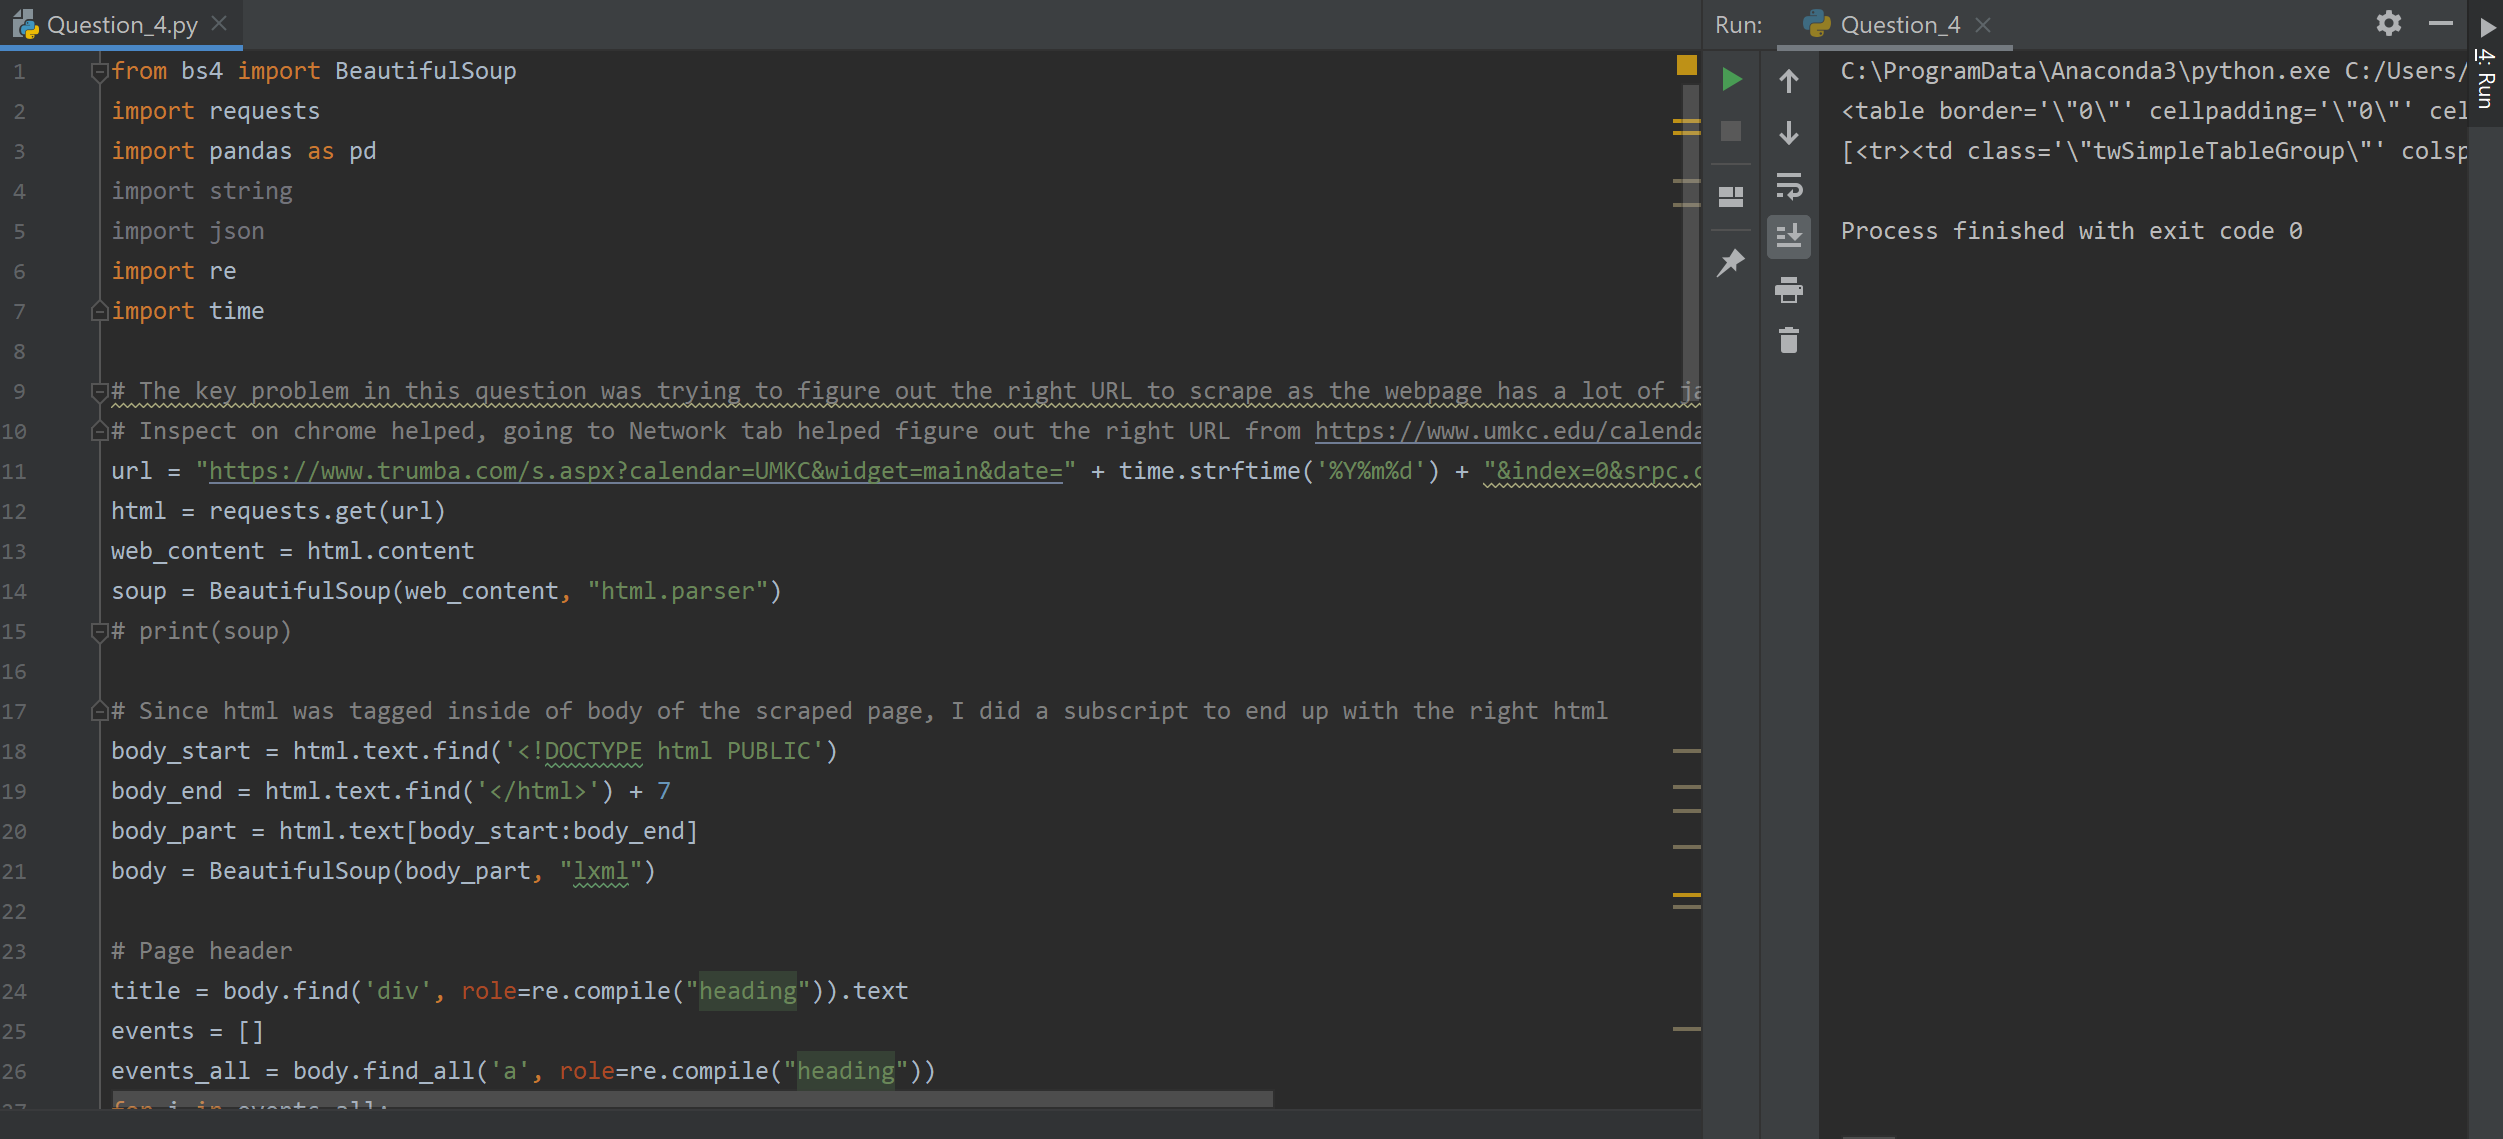 Question_4.py
1 from bs4 import BeautifulSoup
2 import requests
3 import pandas as pd
4 import string
5 import json
6 import re
7 import time
8
9 # The key problem in this question was trying to figure out the right URL to scrape as the webpage has a lot of ja
10 # Inspect on chrome helped, going to Network tab helped figure out the right URL from https://www.umkc.edu/calenda
11 url = "https://www.trumba.com/s.aspx?calendar=UMKC&widget=main&date=" + time.strftime('%Y%m%d') + "&index=0&srpc.c
12 html = requests.get(url)
13 web_content = html.content
14 soup = BeautifulSoup(web_content, "html.parser")
15 # print(soup)
16
17 # Since html was tagged inside of body of the scraped page, I did a subscript to end up with the right html
18 body_start = html.text.find('<!DOCTYPE html PUBLIC')
19 body_end = html.text.find('</html>') + 7
20 body_part = html.text[body_start:body_end]
21 body = BeautifulSoup(body_part, "lxml")
22
23 # Page header
24 title = body.find('div', role=re.compile("heading")).text
25 events = []
26 events_all = body.find_all('a', role=re.compile("heading"))
27 for i in events_all:
Run: Question_4
C:\ProgramData\Anaconda3\python.exe C:/Users/
<table border='\"0\"' cellpadding='\"0\"' cel
[<tr><td class='\"twSimpleTableGroup\"' colsp
Process finished with exit code 0
4: Run